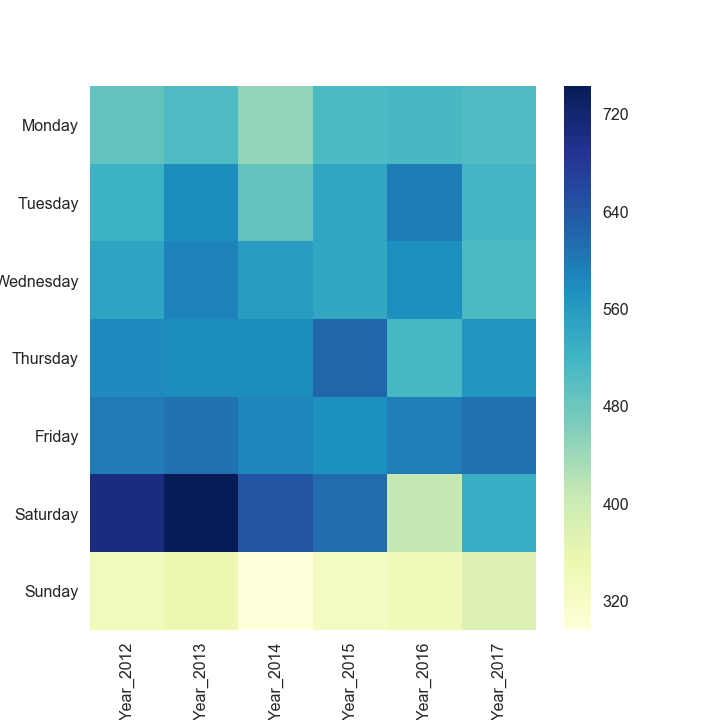 Monday
Tuesday
Wednesday
Thursday
Friday
Saturday
Sunday
Year_2012
Year_2013
Year_2014
Year_2015
Year_2016
Year_2017
720
640
560
480
400
320